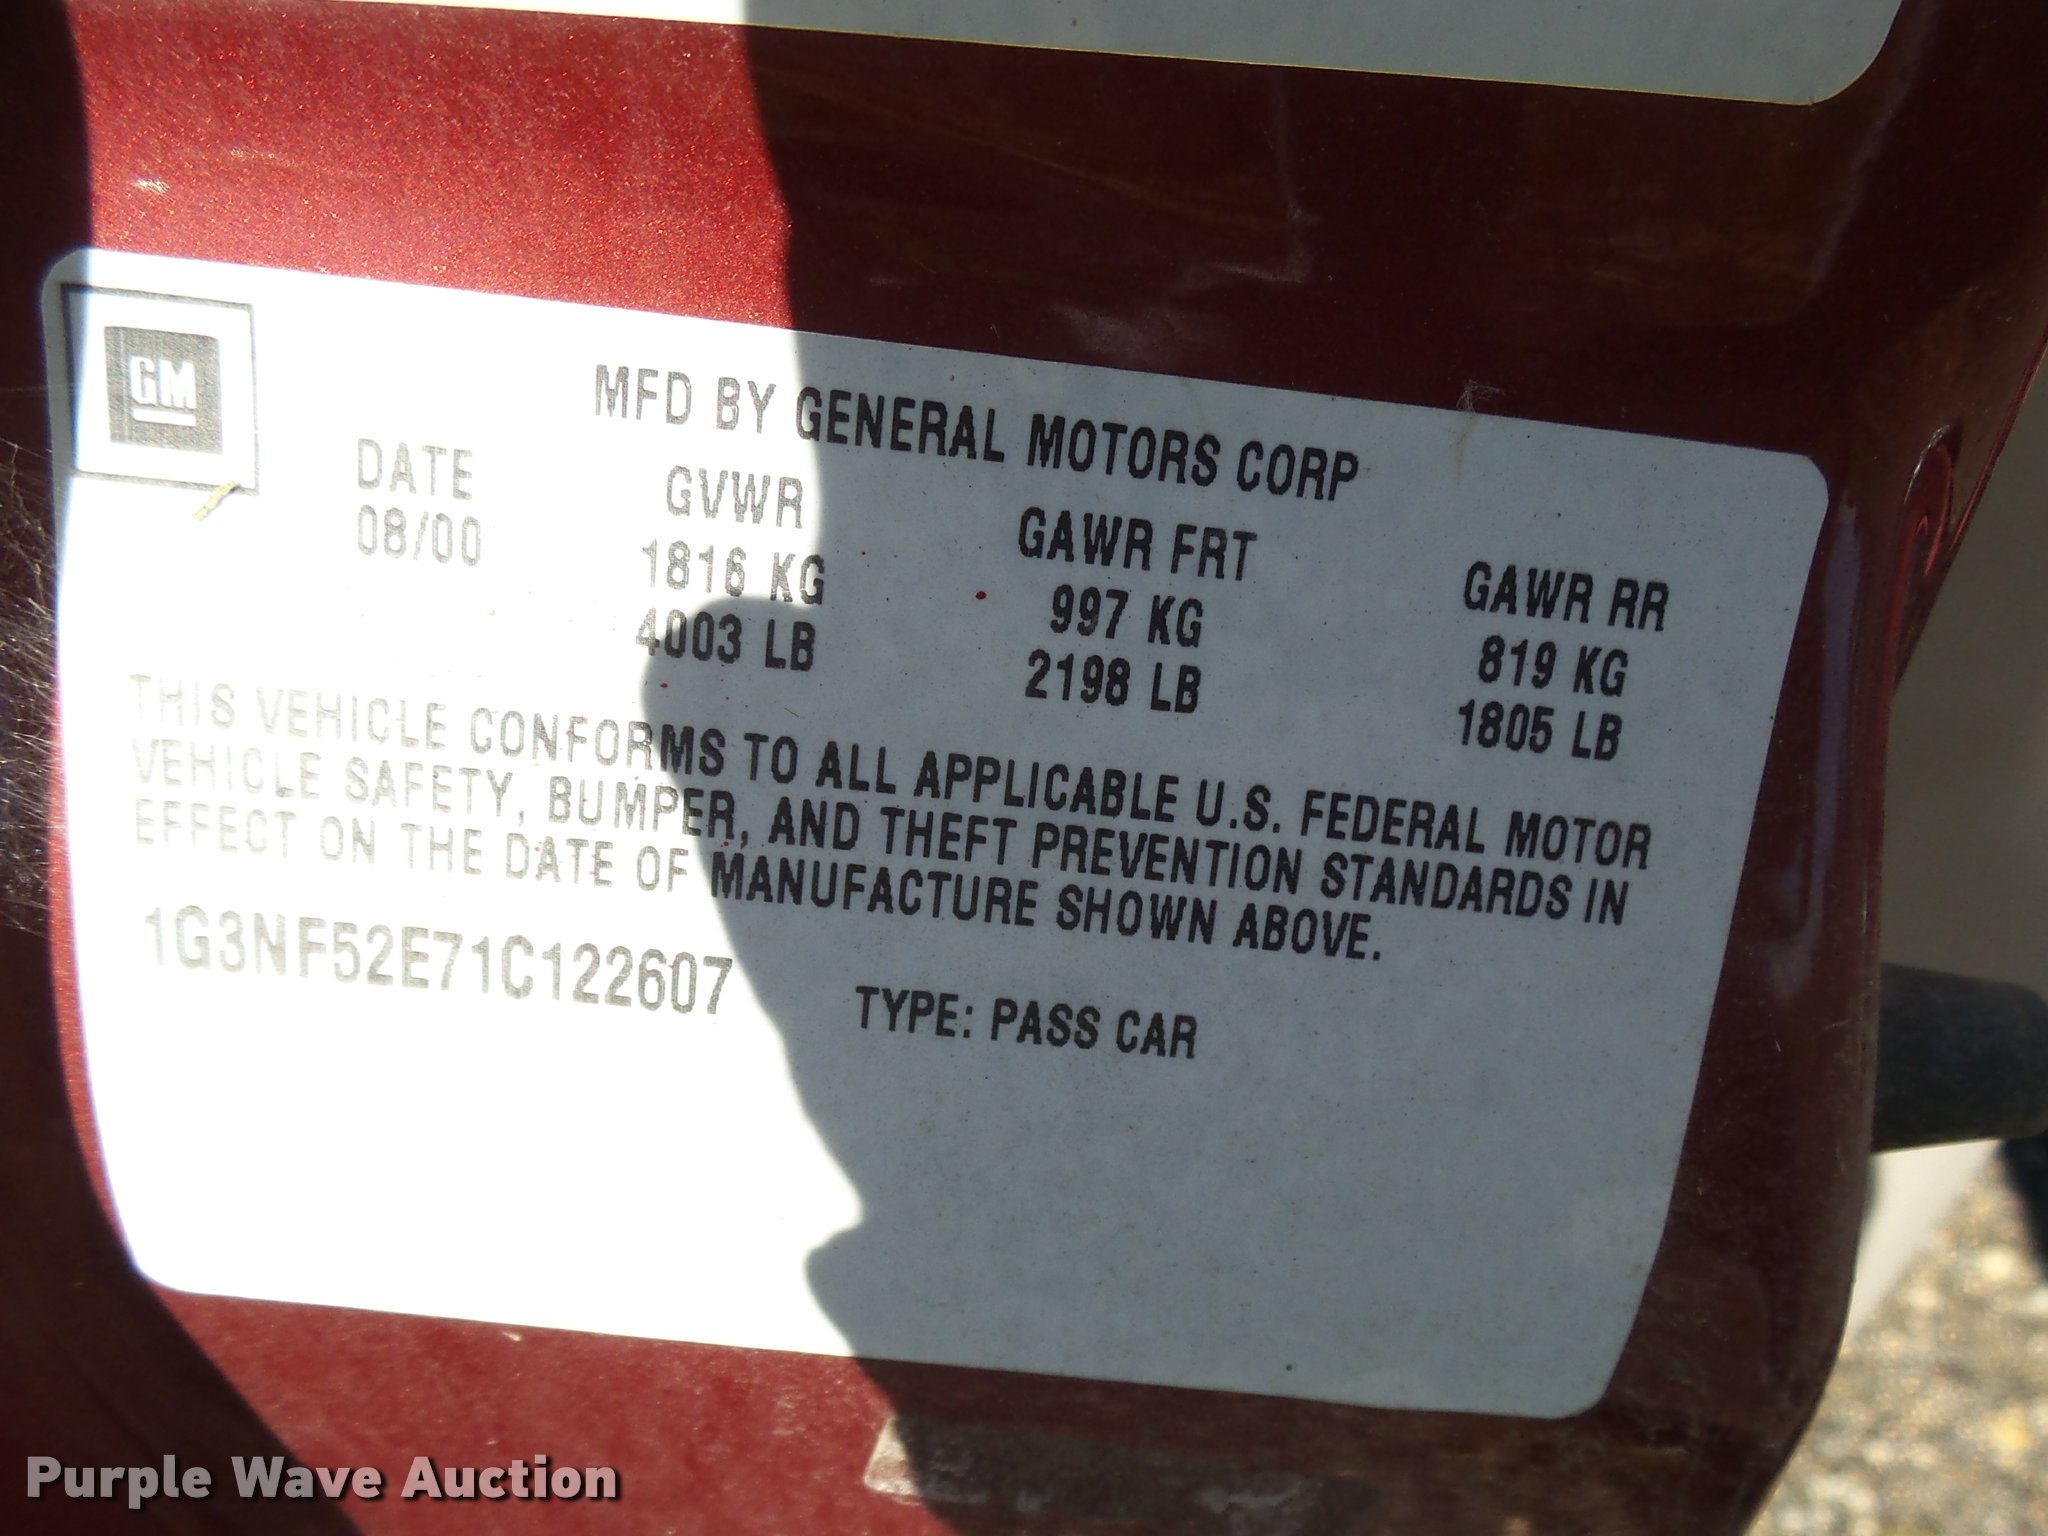 GM
MFD BY GENERAL MOTORS CORP
DATE GVWR GAWR FRT GAWR RR
08/00 1816 KG 997 KG 819 KG
4003 LB 2198 LB 1805 LB
THIS VEHICLE CONFORMS TO ALL APPLICABLE U.S. FEDERAL MOTOR
VEHICLE SAFETY, BUMPER, AND THEFT PREVENTION STANDARDS IN
EFFECT ON THE DATE OF MANUFACTURE SHOWN ABOVE.
1G3NF52E71C122607 TYPE: PASS CAR
Purple Wave Auction